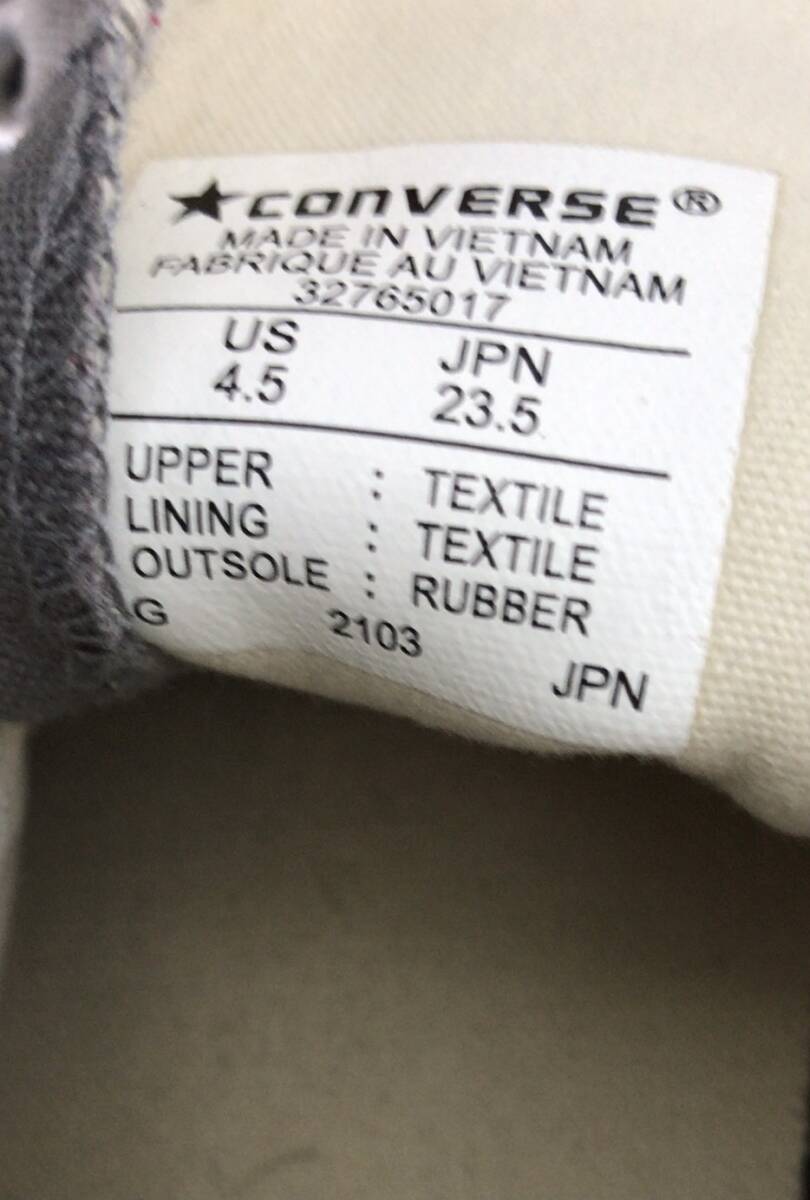 ★CONVERSE®
MADE IN VIETNAM
FABRIQUE AU VIETNAM
32765017
US JPN
4.5 23.5
UPPER : TEXTILE
LINING : TEXTILE
OUTSOLE : RUBBER
G 2103 JPN